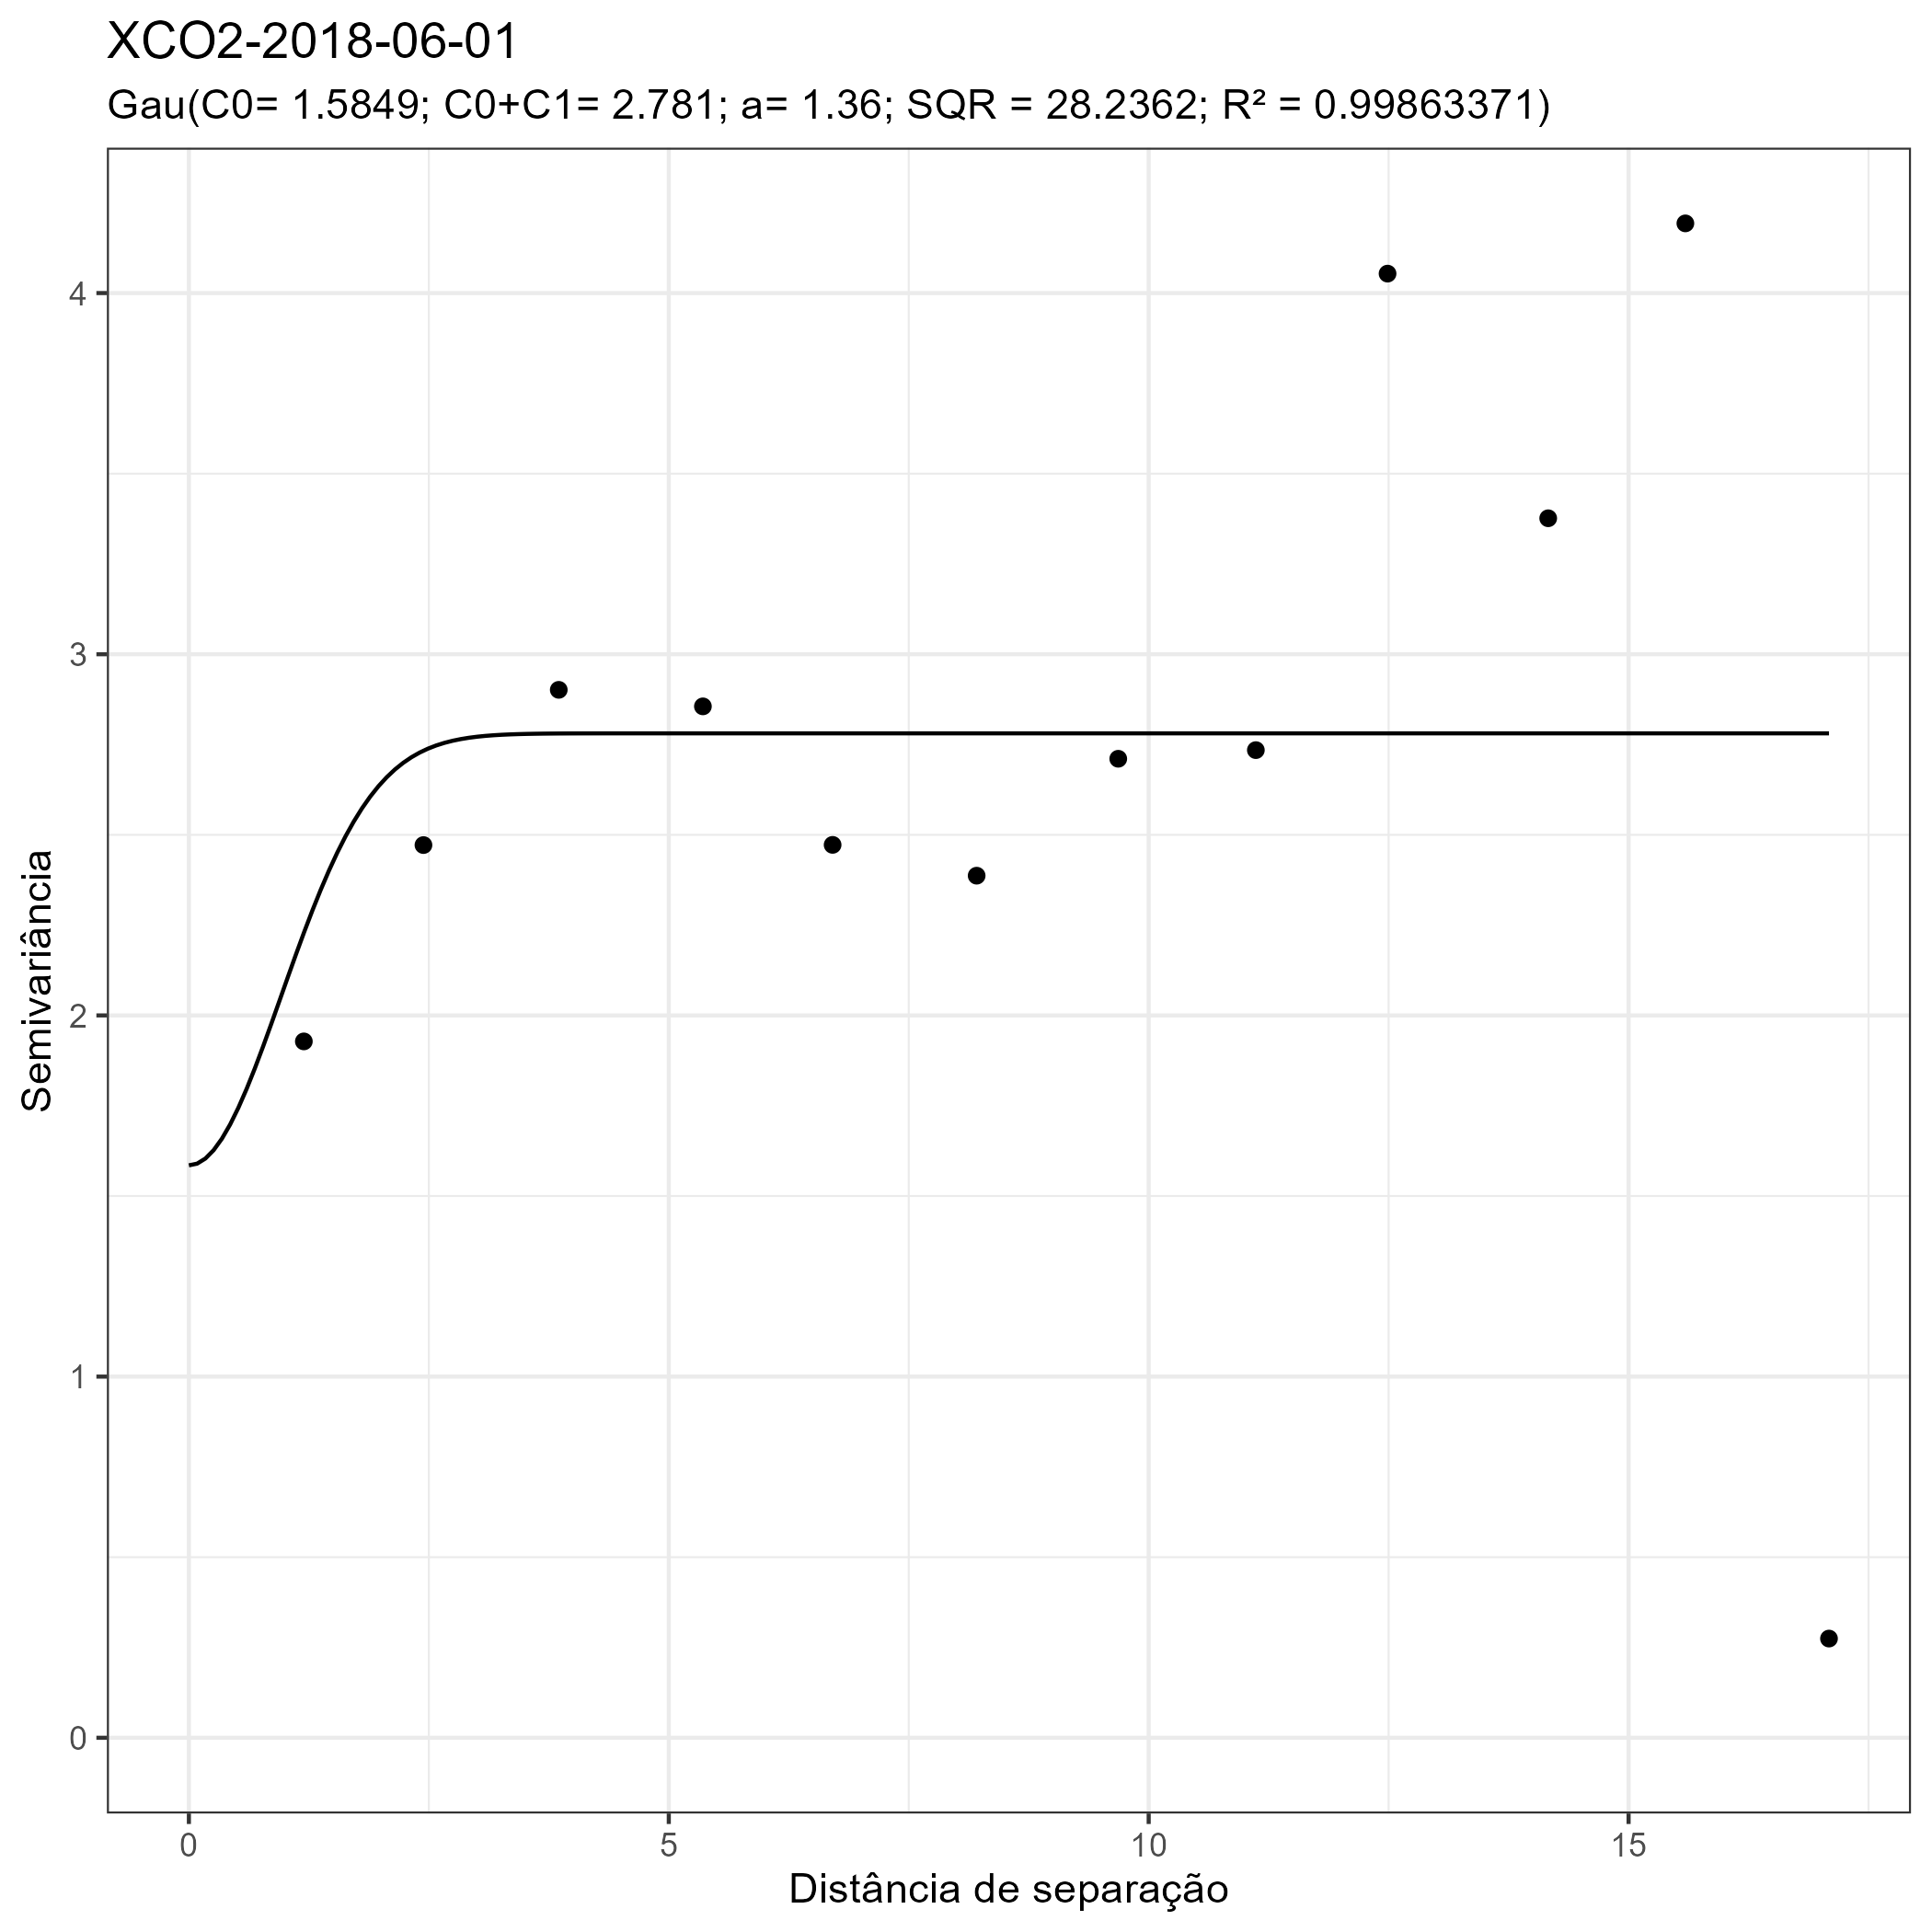 XCO2-2018-06-01
Gau(C0= 1.5849; C0+C1= 2.781; a= 1.36; SQR = 28.2362; R² = 0.99863371)
Semivariância
4
3
2
1
0
0 5 10 15
Distância de separação